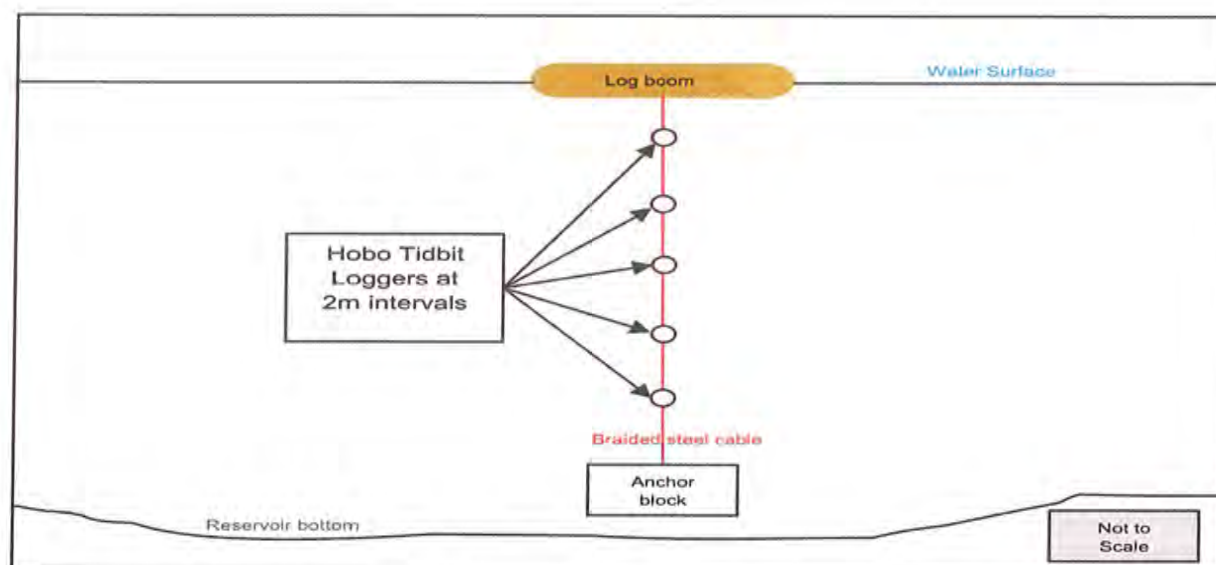 Log boom
Water Surface
Hobo Tidbit
Loggers at
2m intervals
Braided steel cable
Anchor
block
Reservoir bottom
Not to
Scale